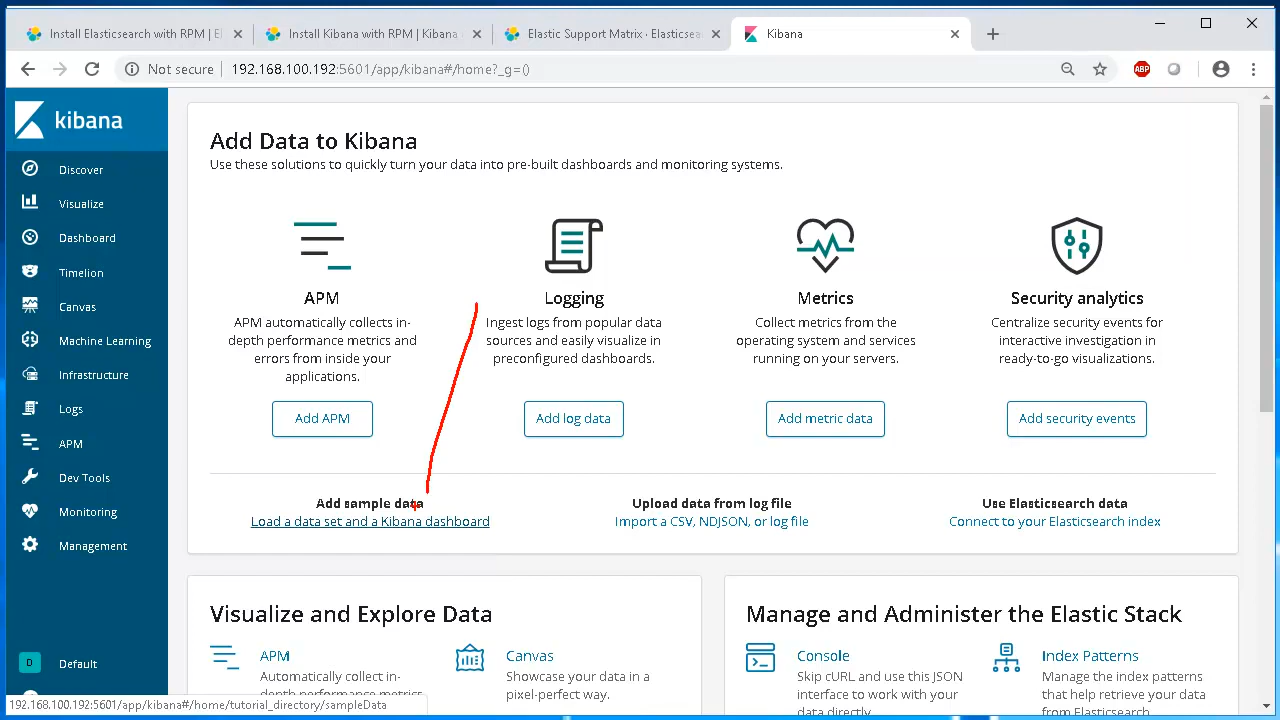 Install Elasticsearch with RPM | E
Install Kibana with RPM | Kibana
Elastic Support Matrix · Elasticsea
Kibana
Not secure
192.168.100.192:5601/app/kibana#/home?_g=()
ABP
kibana
Discover
Visualize
Dashboard
Timelion
Canvas
Machine Learning
Infrastructure
Logs
APM
Dev Tools
Monitoring
Management
D
Default
Add Data to Kibana
Use these solutions to quickly turn your data into pre-built dashboards and monitoring systems.
APM
APM automatically collects in-
depth performance metrics and
errors from inside your
applications.
Add APM
Logging
Ingest logs from popular data
sources and easily visualize in
preconfigured dashboards.
Add log data
Metrics
Collect metrics from the
operating system and services
running on your servers.
Add metric data
Security analytics
Centralize security events for
interactive investigation in
ready-to-go visualizations.
Add security events
Add sample data
Load a data set and a Kibana dashboard
Upload data from log file
Import a CSV, NDJSON, or log file
Use Elasticsearch data
Connect to your Elasticsearch index
Visualize and Explore Data
APM
Automatically collect in-
depth performance metrics
Canvas
Showcase your data in a
pixel-perfect way.
Manage and Administer the Elastic Stack
Console
Skip cURL and use this JSON
interface to work with your
data directly.
Index Patterns
Manage the index patterns
that help retrieve your data
from Elasticsearch.
192.168.100.192:5601/app/kibana#/home/tutorial_directory/sampleData